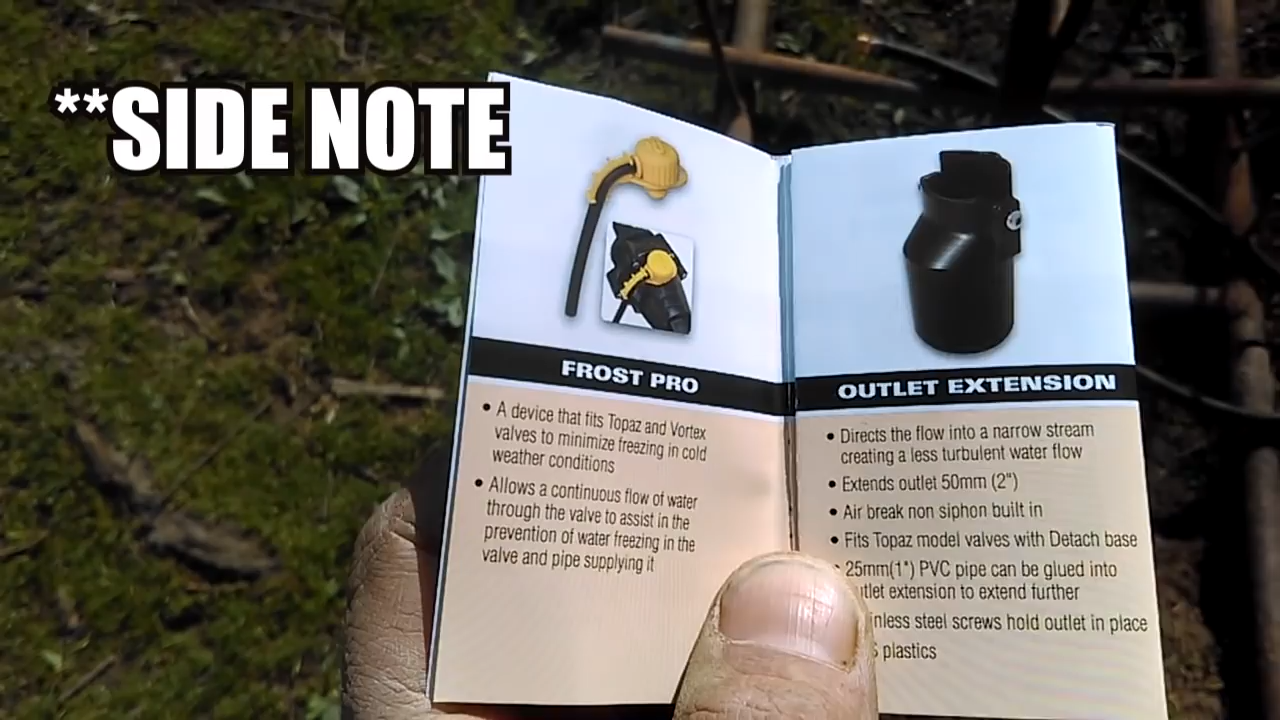 **SIDE NOTE
FROST PRO
• A device that fits Topaz and Vortex
valves to minimize freezing in cold
weather conditions
• Allows a continuous flow of water
through the valve to assist in the
prevention of water freezing in the
valve and pipe supplying it
OUTLET EXTENSION
• Directs the flow into a narrow stream
creating a less turbulent water flow
• Extends outlet 50mm (2")
• Air break non siphon built in
• Fits Topaz model valves with Detach base
• 25mm(1") PVC pipe can be glued into
extension to extend further
steel screws hold outlet in place
plastics